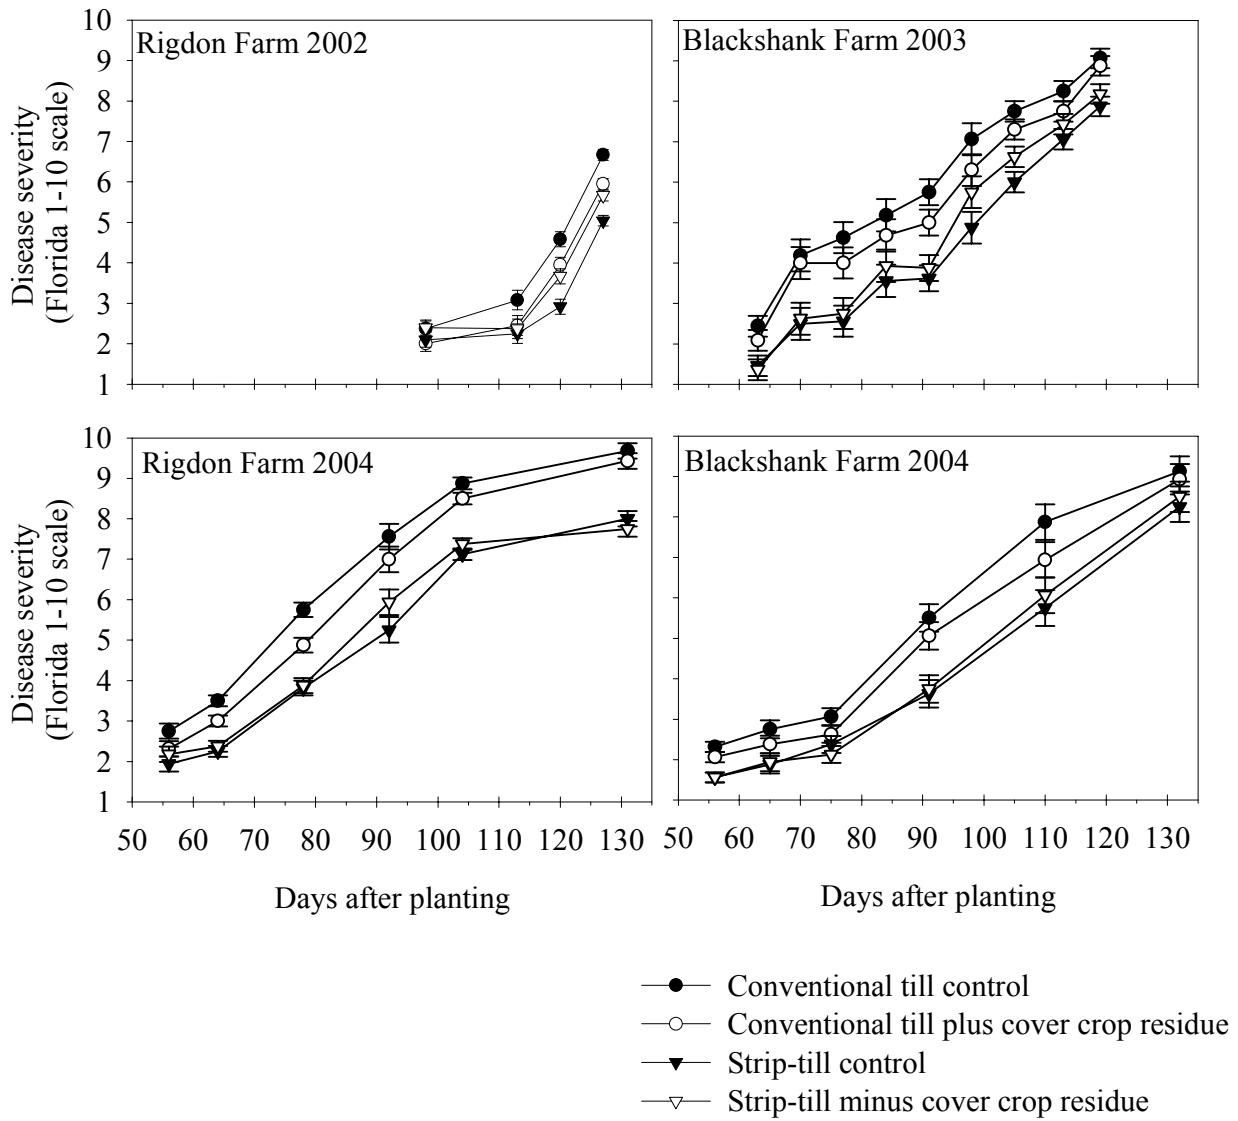 Rigdon Farm 2002
Blackshank Farm 2003
10
9
8
7
6
5
4
3
2
1
Disease severity
(Florida 1-10 scale)
Rigdon Farm 2004
Blackshank Farm 2004
10
9
8
7
6
5
4
3
2
1
Disease severity
(Florida 1-10 scale)
50 60 70 80 90 100 110 120 130
50 60 70 80 90 100 110 120 130
Days after planting
Days after planting
Conventional till control
Conventional till plus cover crop residue
Strip-till control
Strip-till minus cover crop residue